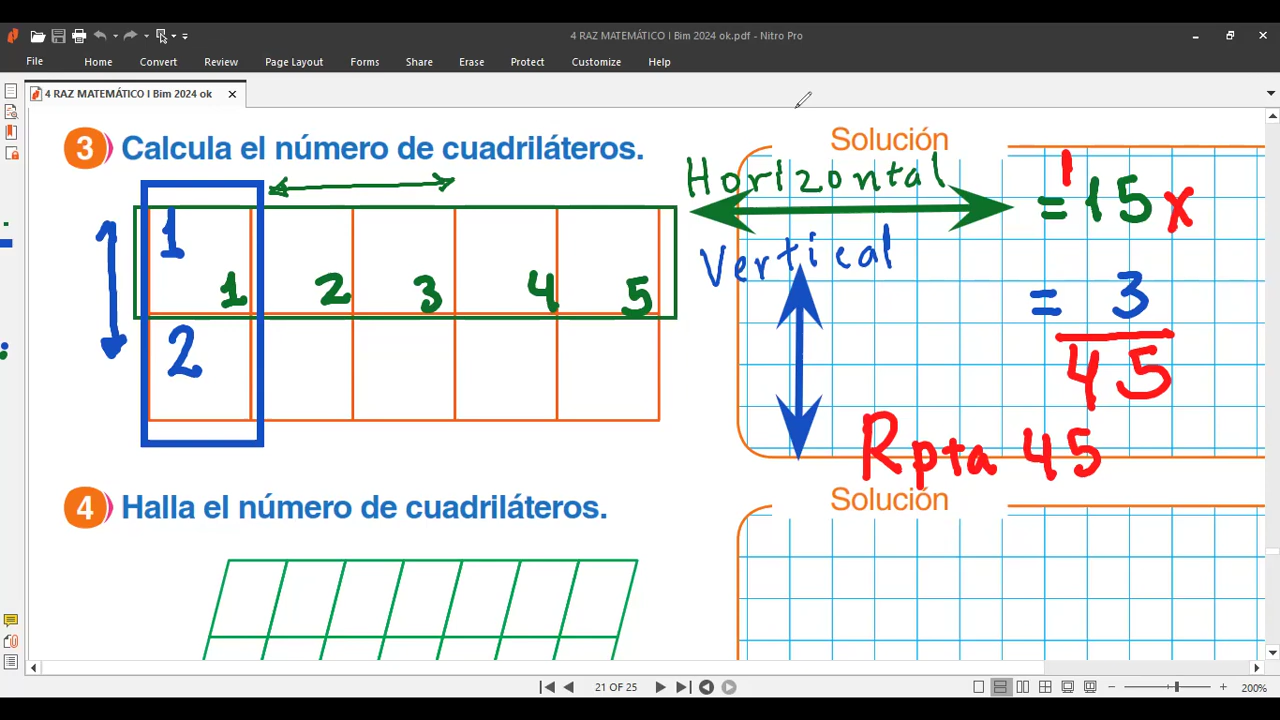 4 RAZ MATEMÁTICO I Bim 2024 ok.pdf - Nitro Pro
File Home Convert Review Page Layout Forms Share Erase Protect Customize Help
4 RAZ MATEMÁTICO I Bim 2024 ok
3 Calcula el número de cuadriláteros.
1
1 2 3 4 5
2
Solución
Horizontal = 15 x
1
Vertical = 3
45
Rpta 45
4 Halla el número de cuadriláteros.
Solución
21 OF 25
200%